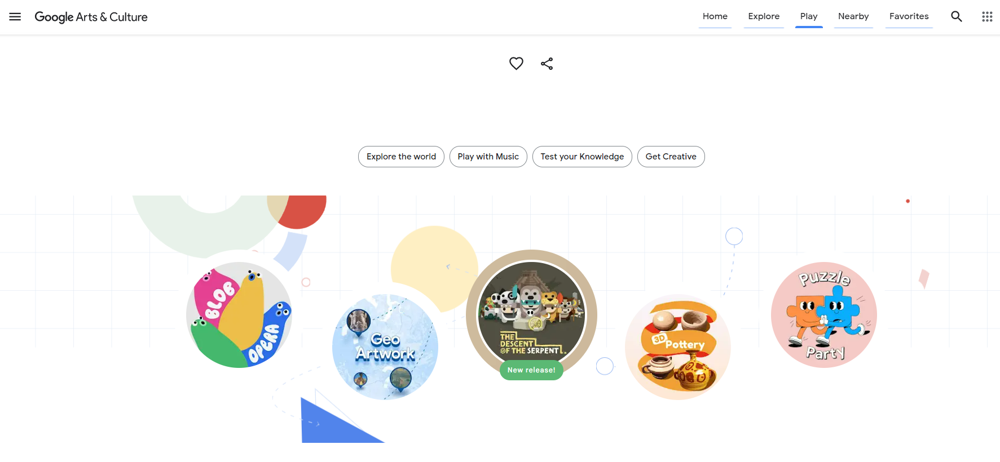 Google Arts & Culture
Home Explore Play Nearby Favorites
Explore the world Play with Music Test your Knowledge Get Creative
BLOB
OPERA
Geo
Artwork
THE
DESCENT
OF THE SERPENT
New release!
3D Pottery
Puzzle
Party